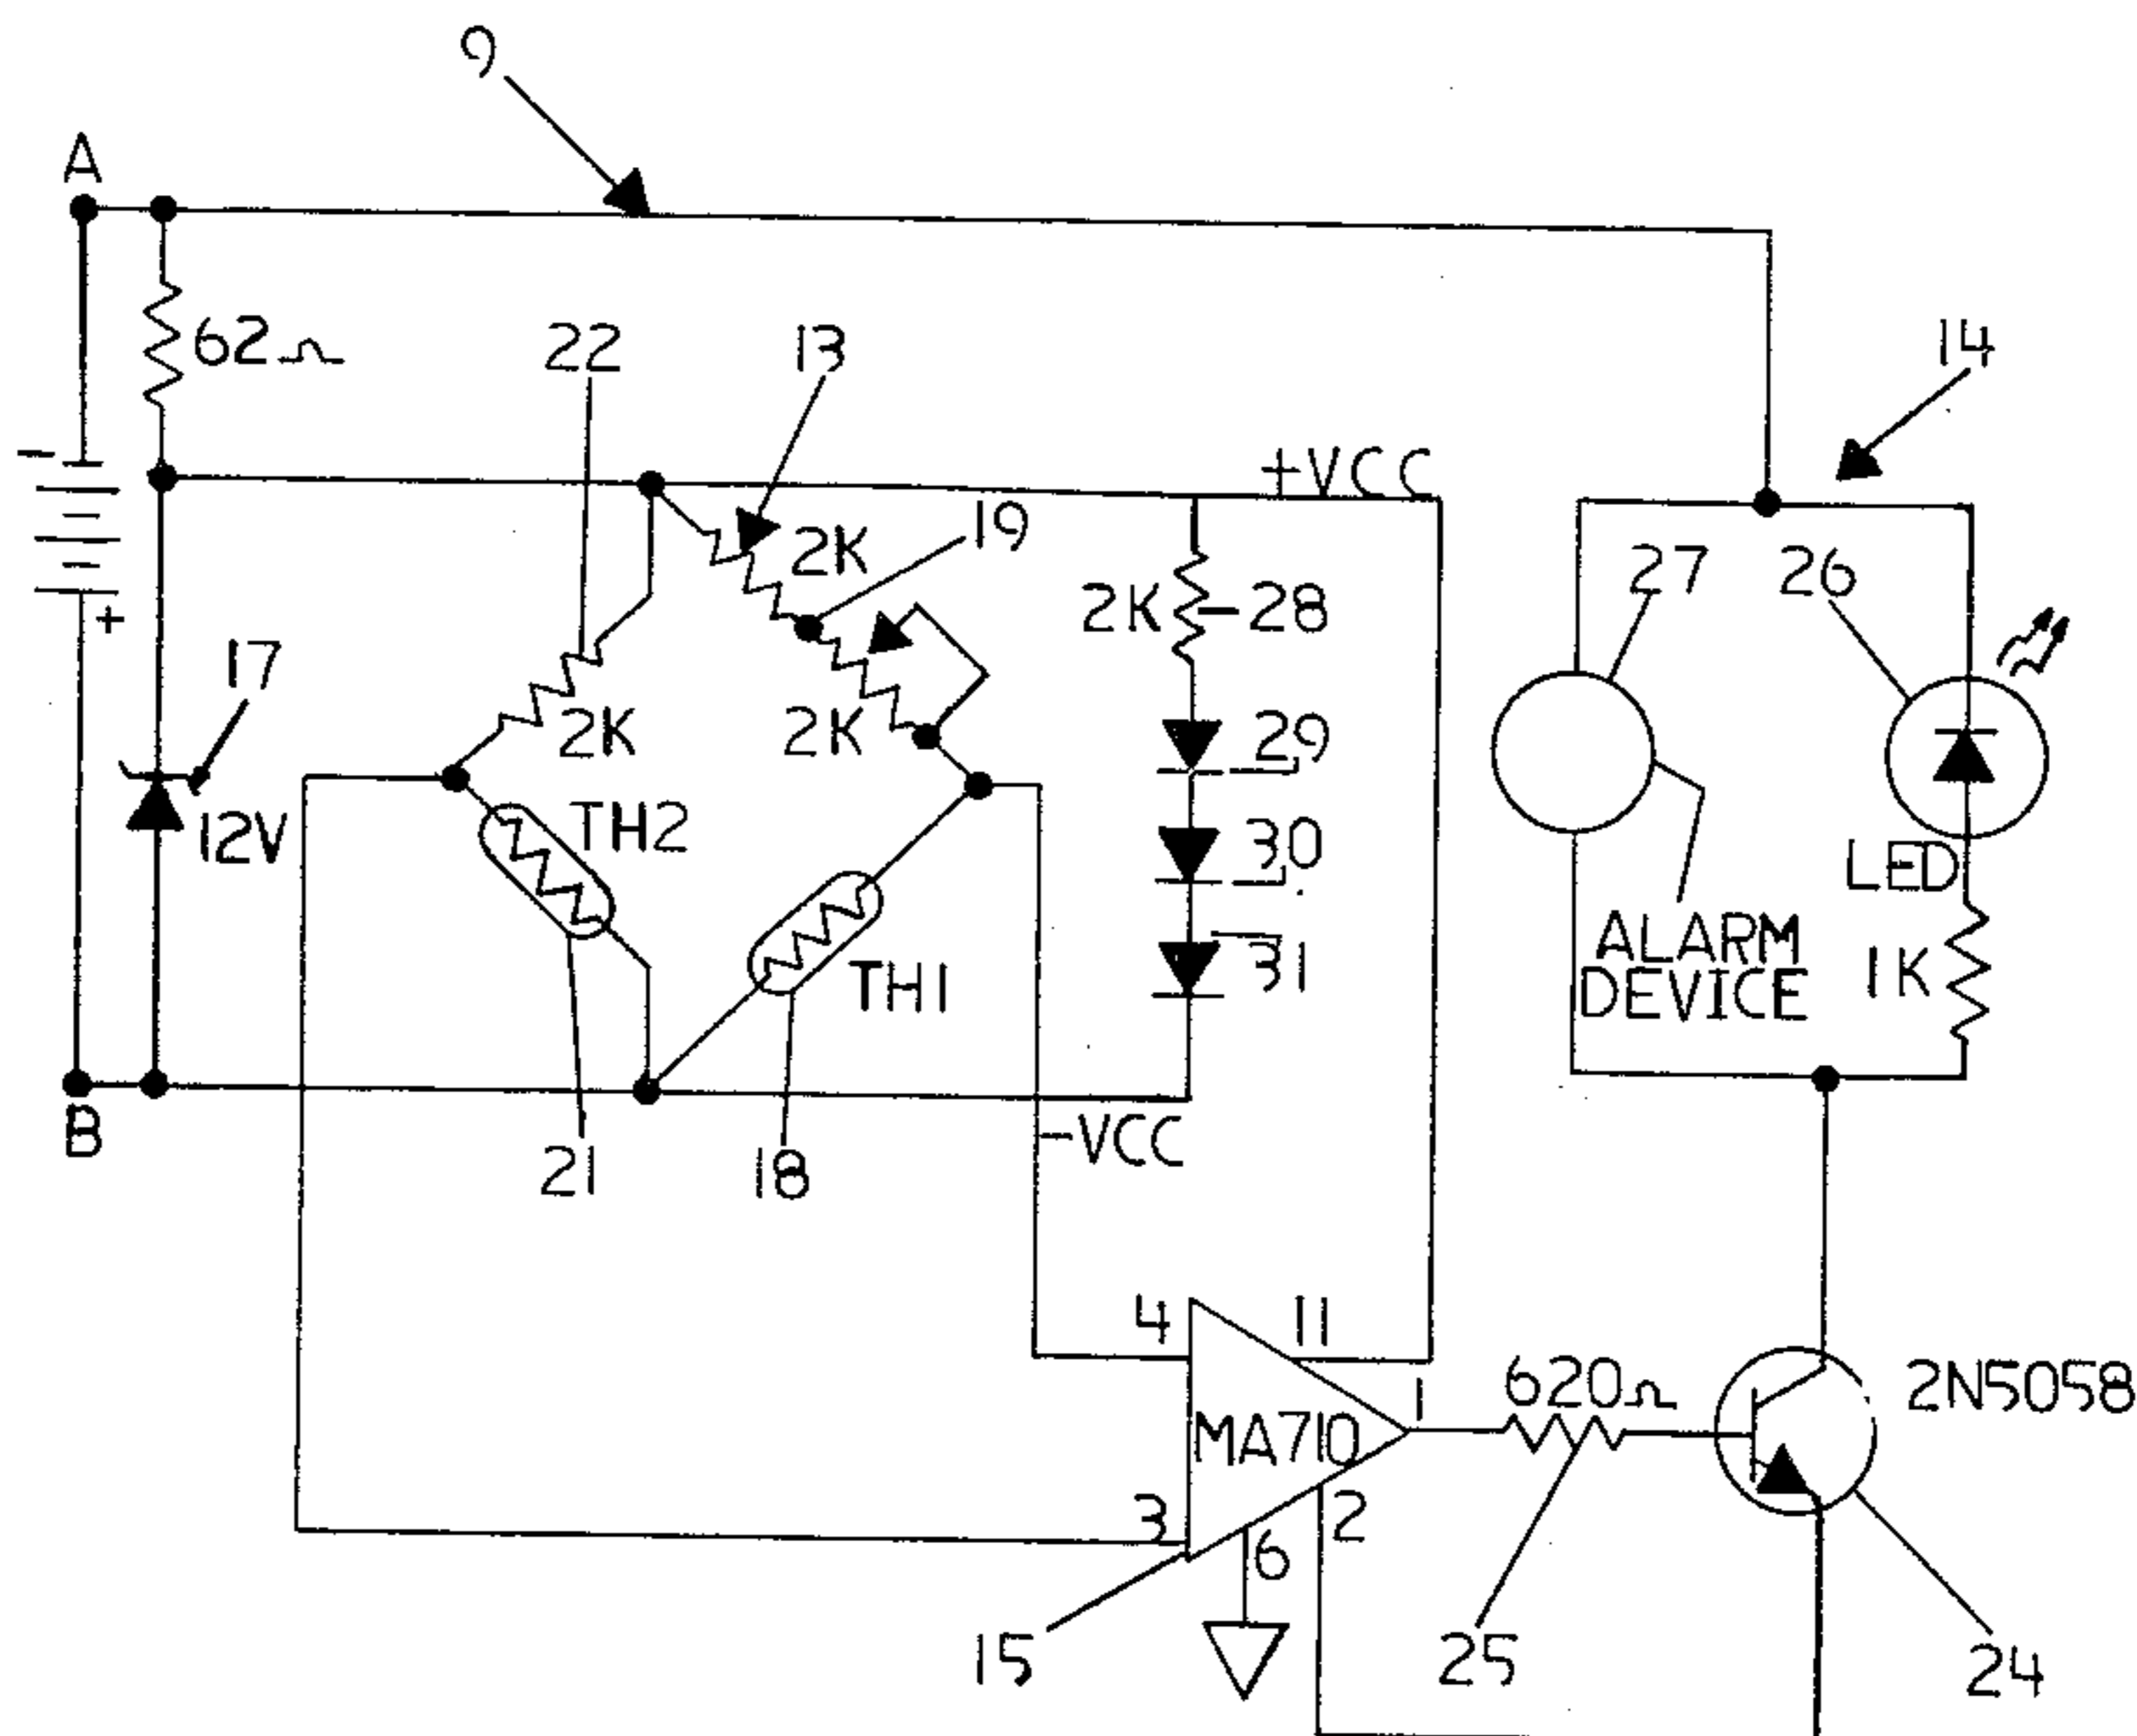 9
A
62Ω
22
13
14
-
+VCC
19
2K
27
26
2K
-28
+
17
2K
2K
29
12V
TH2
30
LED
TH1
31
ALARM
DEVICE
1K
B
-VCC
21
18
4
11
1
620Ω
2N5058
MA710
3
2
6
15
25
24